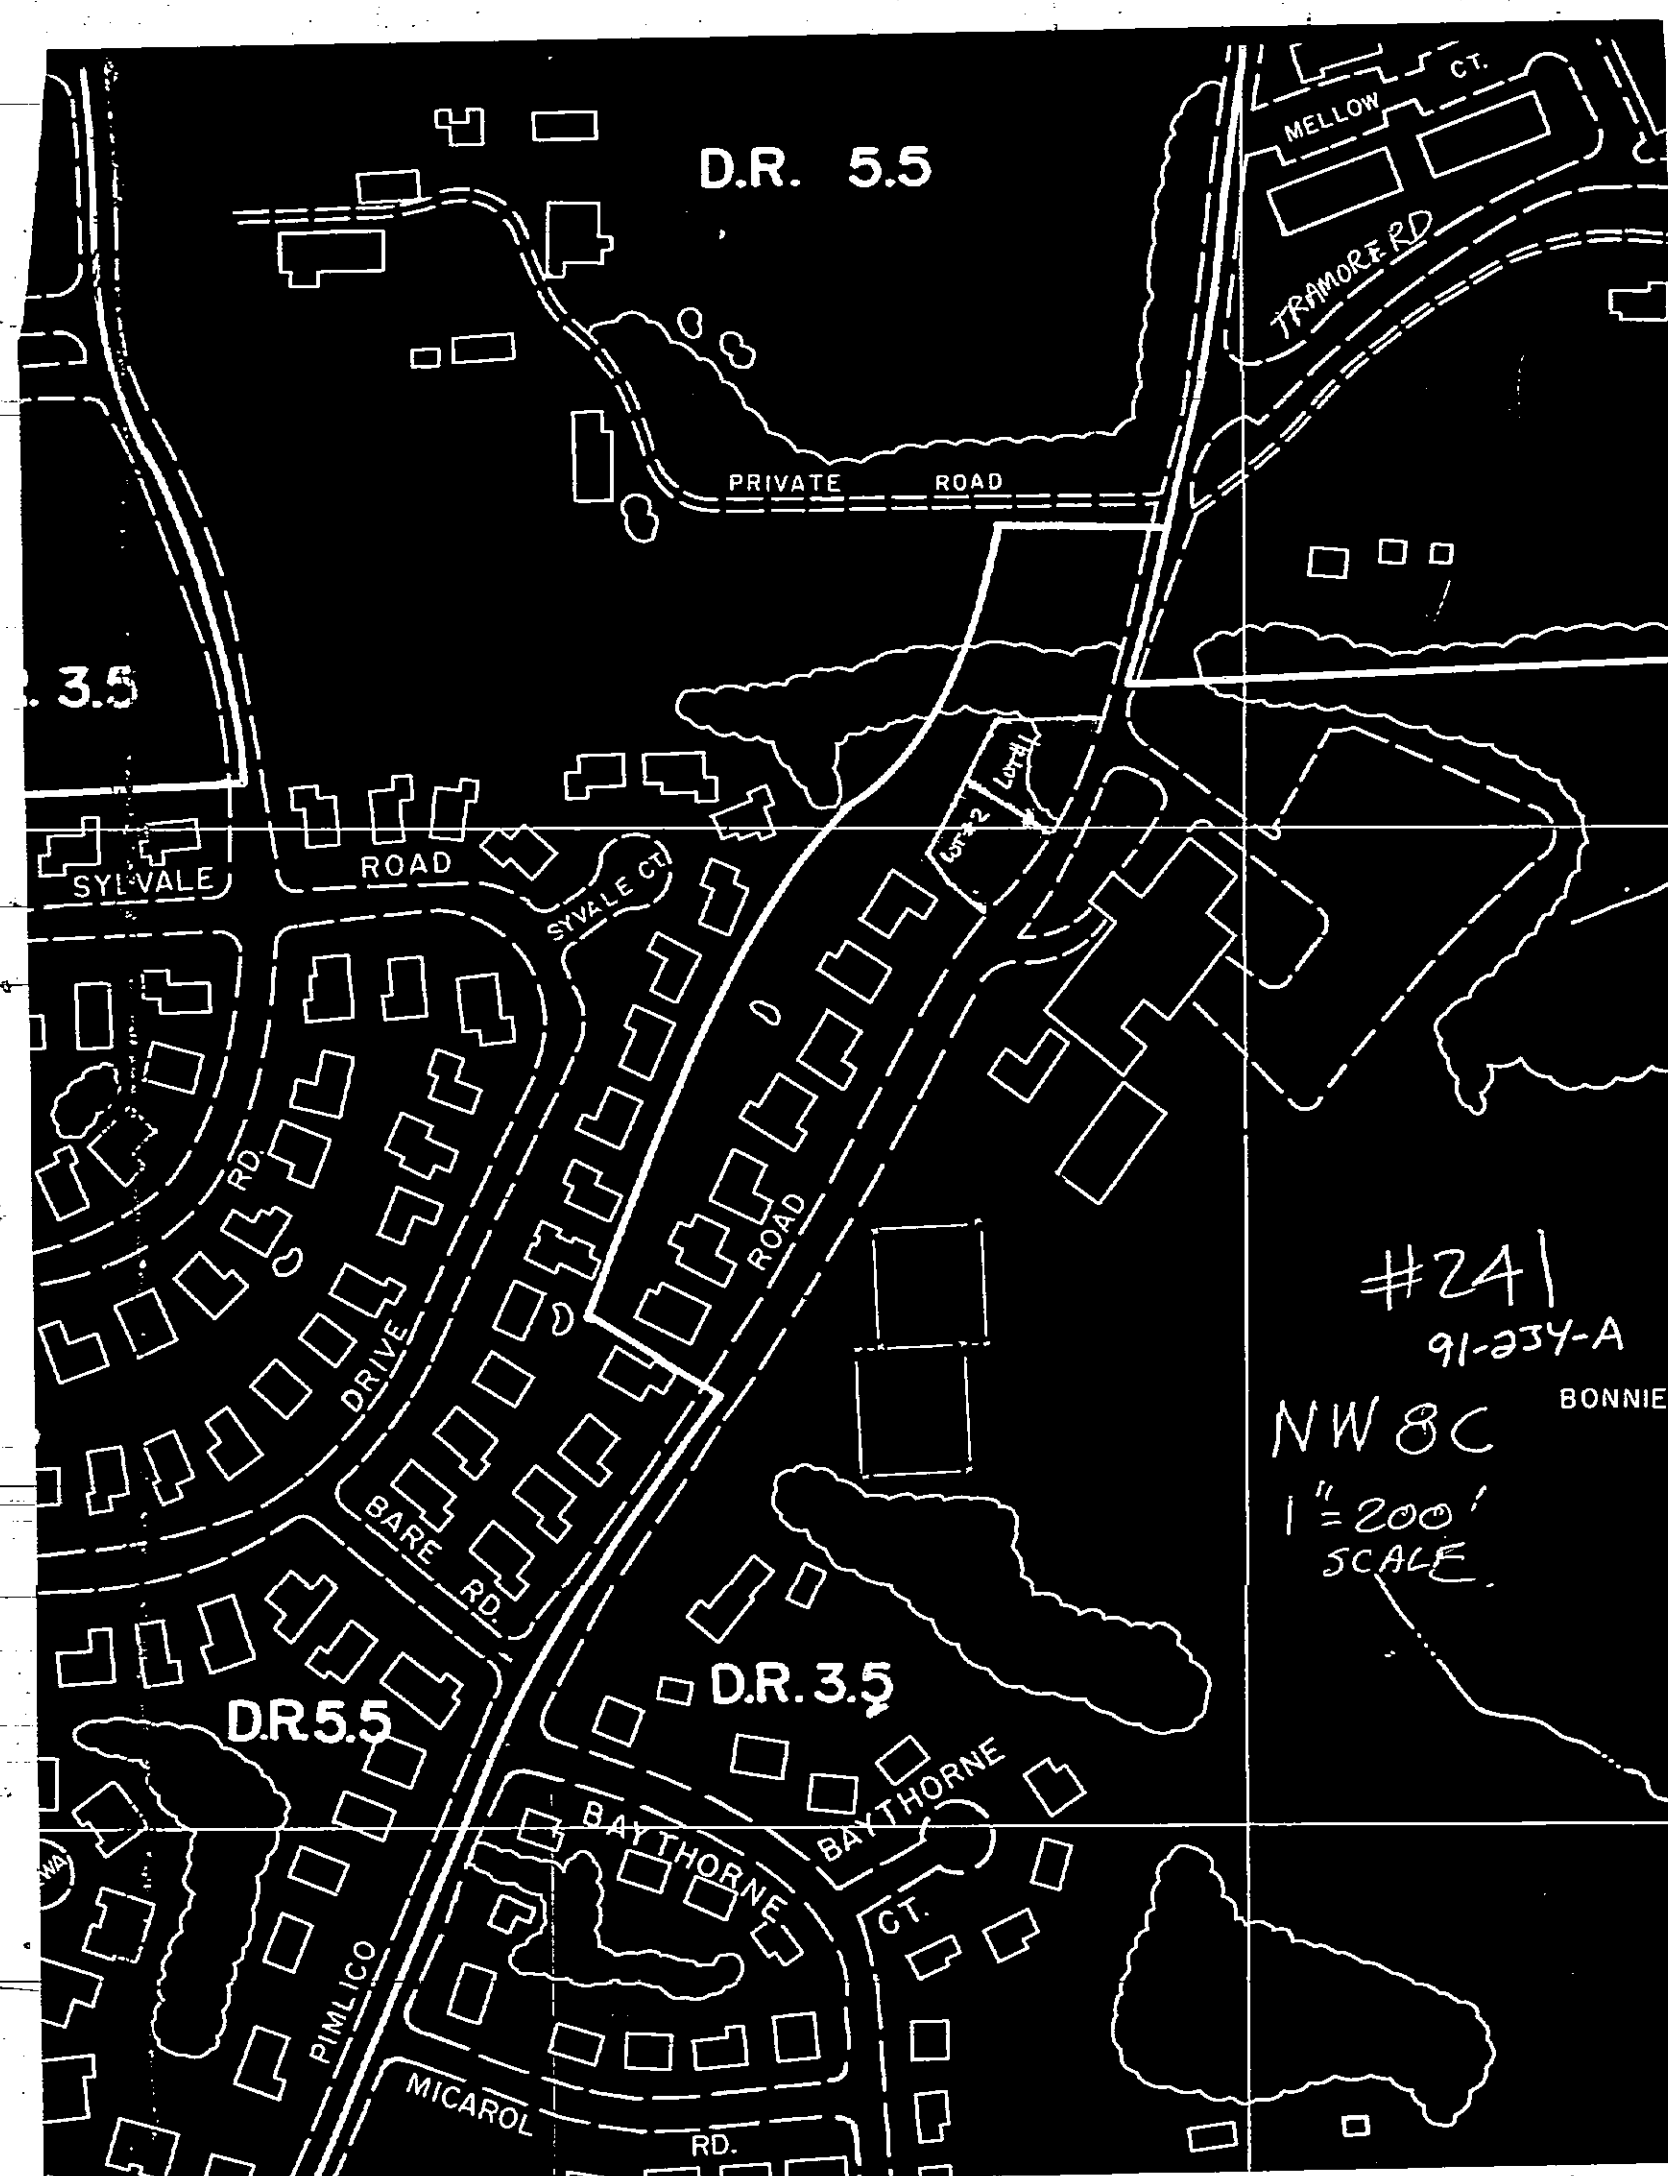 CT.
MELLOW
D.R. 5.5
TRAMORE RD
PRIVATE ROAD
. 3.5
LOT #1
LOT #2
SYLVALE ROAD
SYVALE CT.
RD.
ROAD
DRIVE
#241
91-234-A
BONNIE
NW 8C
1" = 200'
SCALE
BARE RD.
D.R. 3.5
D.R. 5.5
BAYTHORNE
BAYTHORNE CT.
WA
PIMLICO
MICAROL RD.